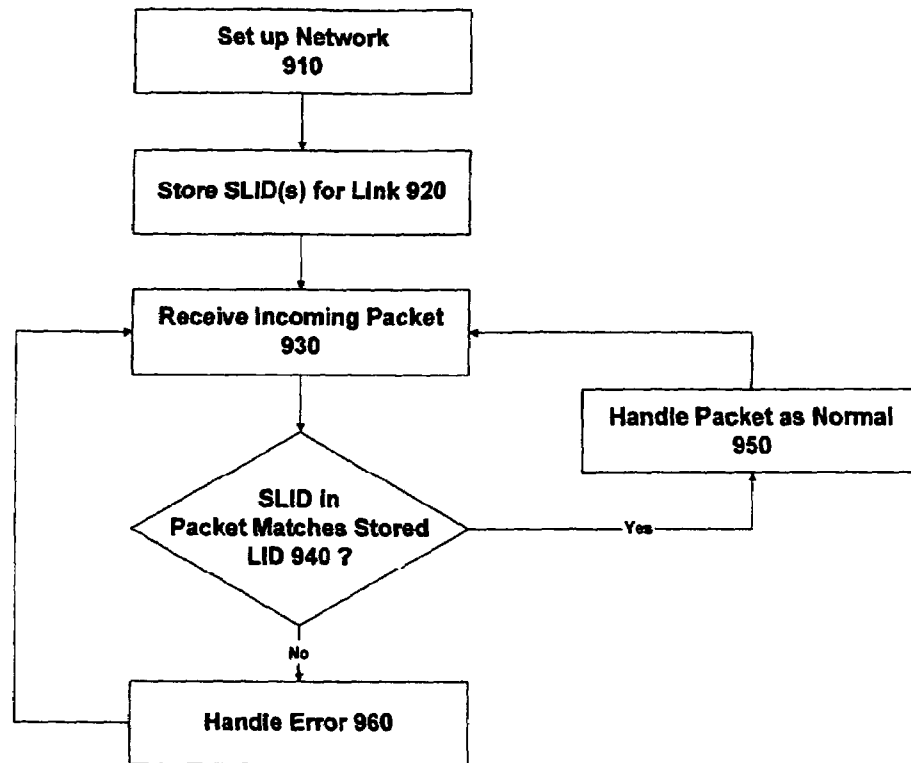 Set up Network
910
Store SLID(s) for Link 920
Receive Incoming Packet
930
Handle Packet as Normal
950
SLID in
Packet Matches Stored
LID 940 ?
Yes
No
Handle Error 960